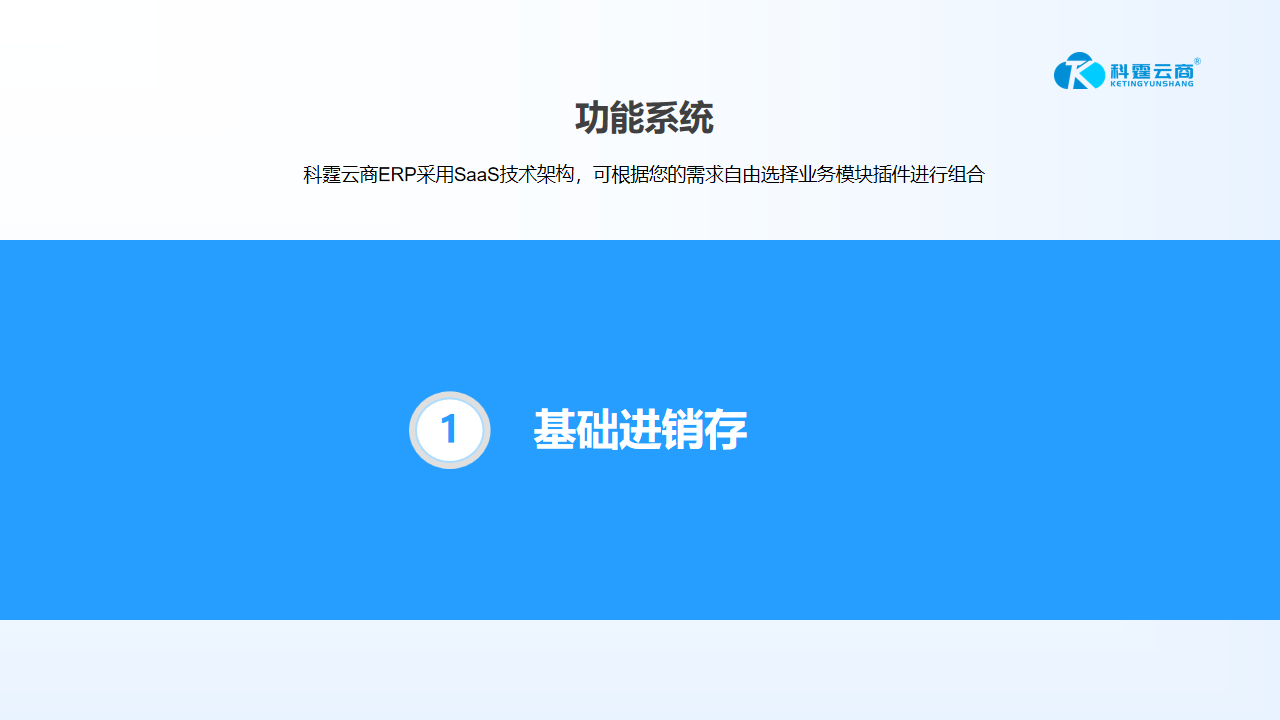 科霆云商®
KETINGYUNSHANG
功能系统
科霆云商ERP采用SaaS技术架构，可根据您的需求自由选择业务模块插件进行组合
1 基础进销存